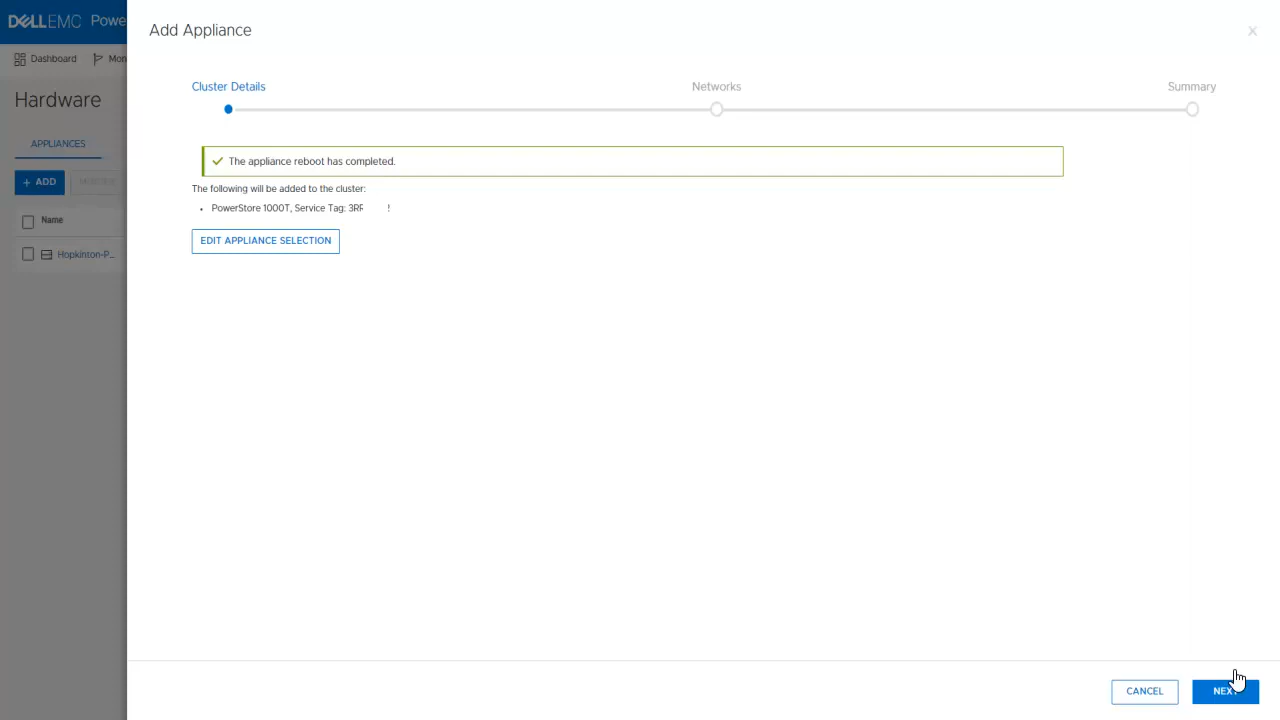 DELLEMC Powe
Add Appliance
x
Dashboard
Mon
Cluster Details
Networks
Summary
Hardware
APPLIANCES
The appliance reboot has completed.
+ ADD
The following will be added to the cluster:
• PowerStore 1000T, Service Tag: 3RF !
Name
EDIT APPLIANCE SELECTION
Hopkinton-P...
CANCEL
NEXT